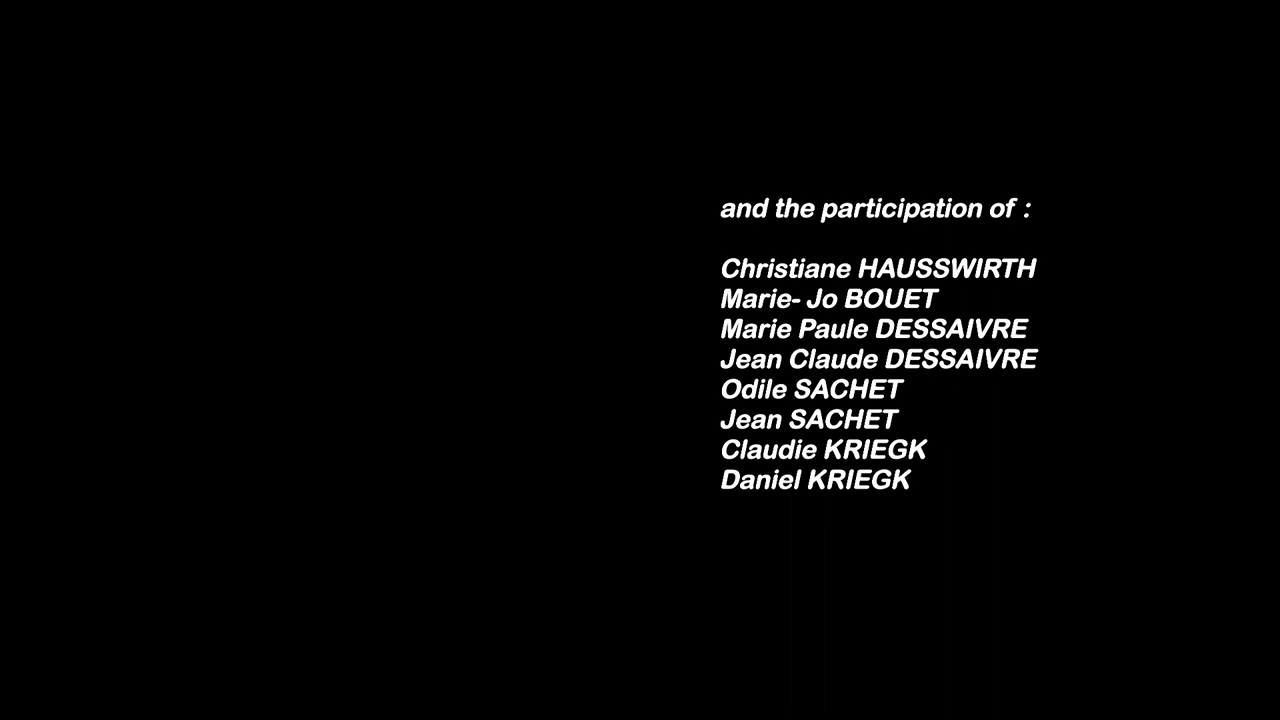 and the participation of :
Christiane HAUSSWIRTH
Marie- Jo BOUET
Marie Paule DESSAIVRE
Jean Claude DESSAIVRE
Odile SACHET
Jean SACHET
Claudie KRIEGK
Daniel KRIEGK